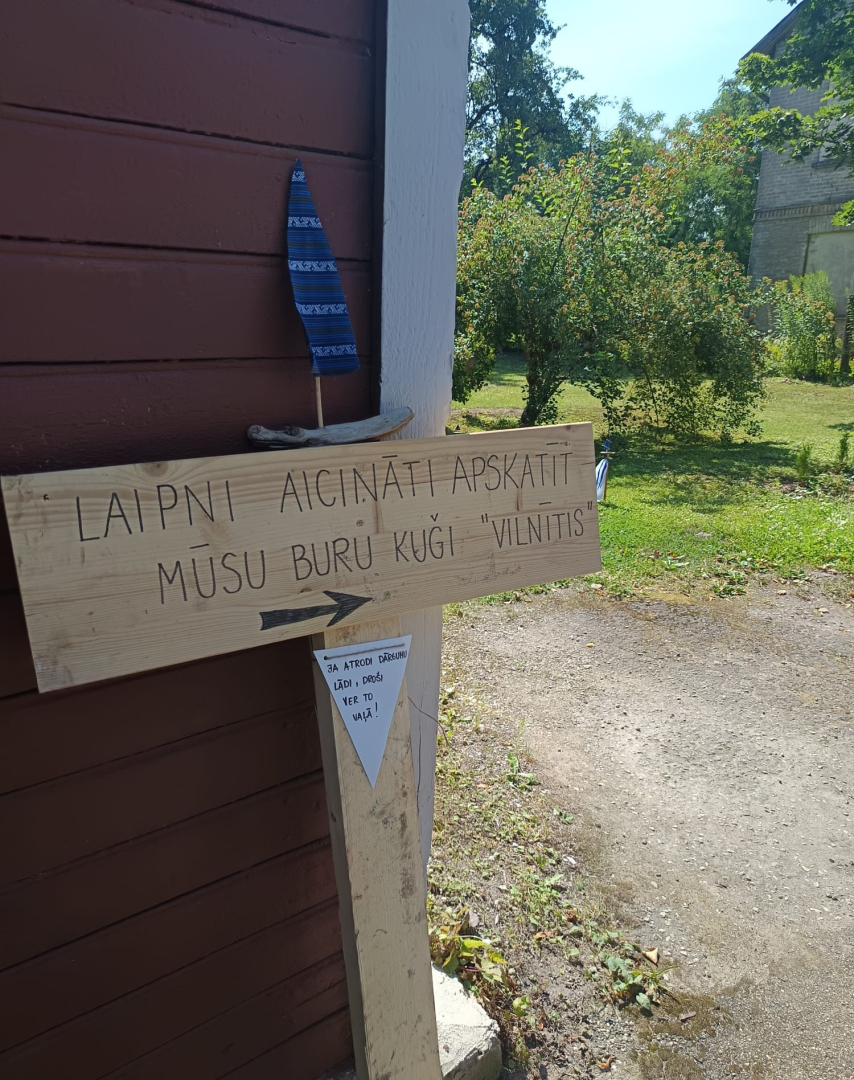 LAIPNI AICINĀTI APSKATĪT
MŪSU BURU KUĢI "VILNĪTIS"
JA ATRODI DĀRGUMU
LĀDI, DROŠI
VER TO
VAĻĀ!